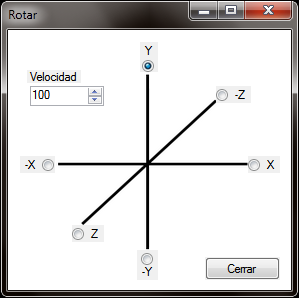 Rotar
Y
Velocidad
100
-Z
-X
X
Z
-Y
Cerrar